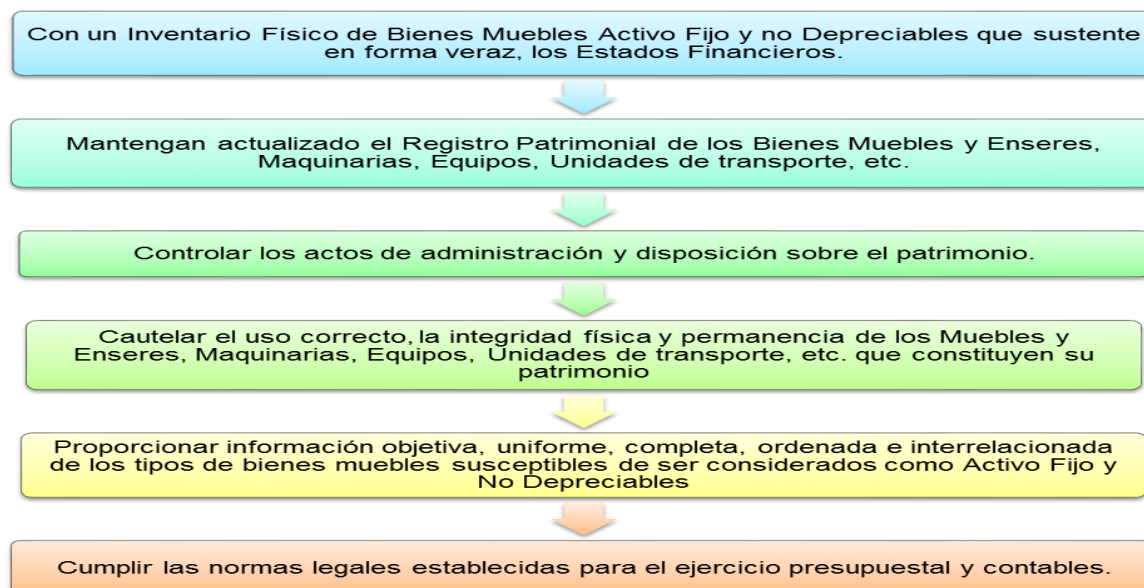 Con un Inventario Físico de Bienes Muebles Activo Fijo y no Depreciables que sustente
en forma veraz, los Estados Financieros.
Mantengan actualizado el Registro Patrimonial de los Bienes Muebles y Enseres,
Maquinarias, Equipos, Unidades de transporte, etc.
Controlar los actos de administración y disposición sobre el patrimonio.
Cautelar el uso correcto, la integridad física y permanencia de los Muebles y
Enseres, Maquinarias, Equipos, Unidades de transporte, etc. que constituyen su
patrimonio
Proporcionar información objetiva, uniforme, completa, ordenada e interrelacionada
de los tipos de bienes muebles susceptibles de ser considerados como Activo Fijo y
No Depreciables
Cumplir las normas legales establecidas para el ejercicio presupuestal y contables.